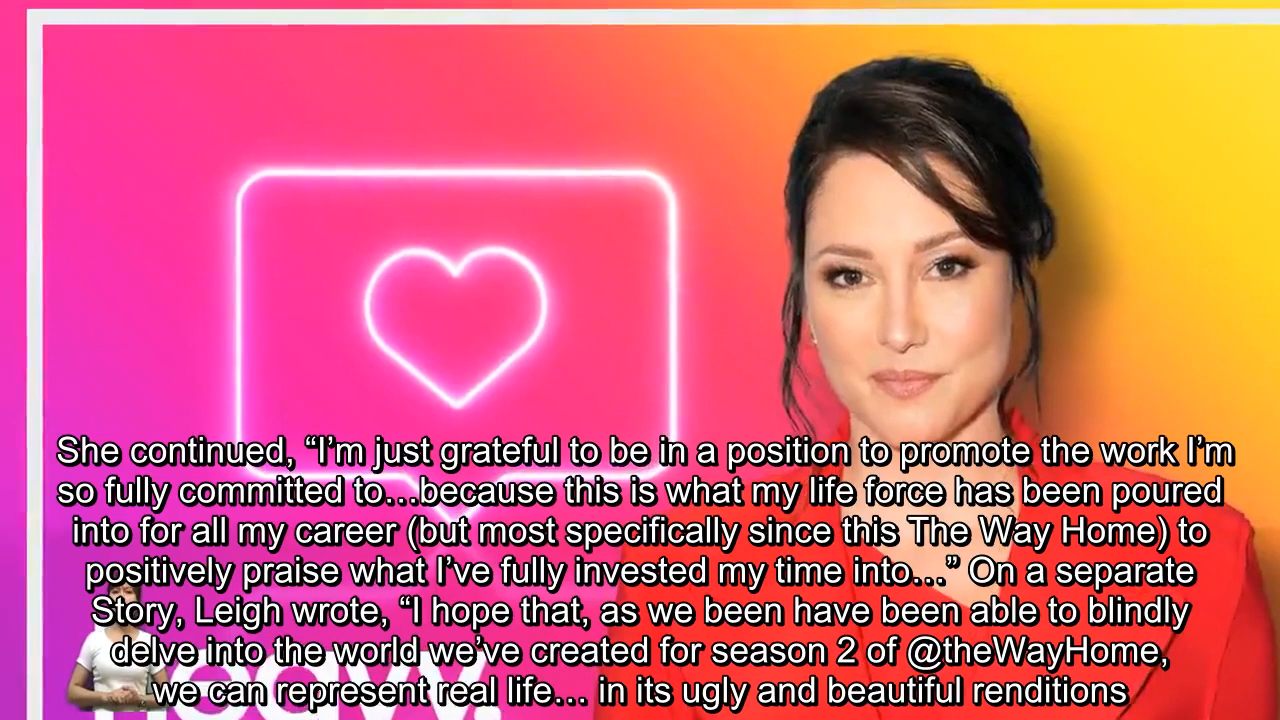 She continued, “I’m just grateful to be in a position to promote the work I’m
so fully committed to…because this is what my life force has been poured
into for all my career (but most specifically since this The Way Home) to
positively praise what I’ve fully invested my time into…” On a separate
Story, Leigh wrote, “I hope that, as we been have been able to blindly
delve into the world we’ve created for season 2 of @theWayHome,
we can represent real life… in its ugly and beautiful renditions